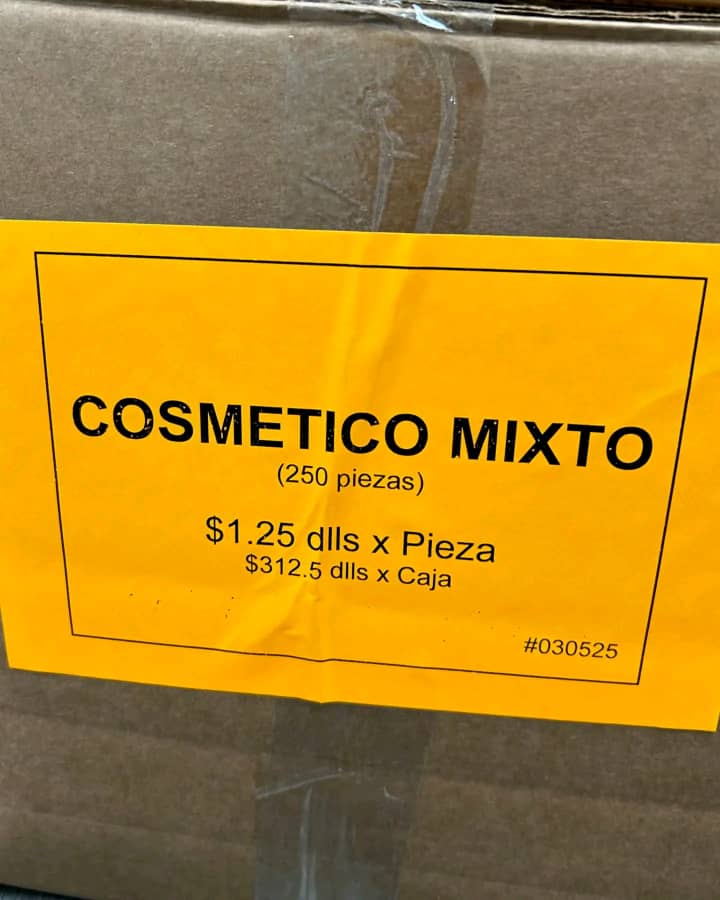 COSMETICO MIXTO
(250 piezas)
$1.25 dlls x Pieza
$312.5 dlls x Caja
#030525